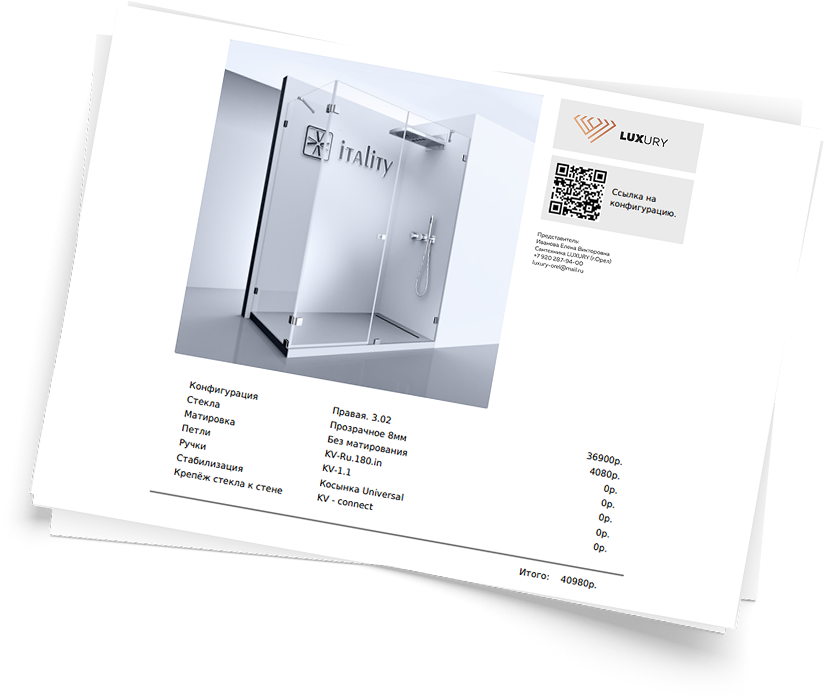 iTALITY
LUXURY
Ссылка на
конфигурацию.
Представитель:
Иванова Елена Викторовна
Сантехника LUXURY (г.Орел)
+7 920 287-94-00
luxury-orel@mail.ru
Конфигурация Правая. 3.02 36900р.
Стекла Прозрачное 8мм 4080р.
Матировка Без матирования 0р.
Петли KV-Ru.180.in 0р.
Ручки KV-1.1 0р.
Стабилизация Косынка Universal 0р.
Крепёж стекла к стене KV - connect 0р.
Итого: 40980р.